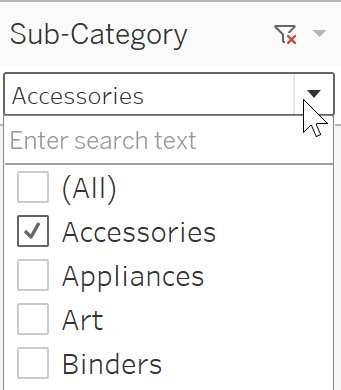 Sub-Category
Accessories
Enter search text
(All)
Accessories
Appliances
Art
Binders